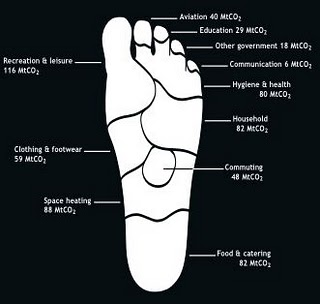 Aviation 40 MtCO₂
Education 29 MtCO₂
Other government 18 MtCO₂
Communication 6 MtCO₂
Recreation & leisure
116 MtCO₂
Hygiene & health
80 MtCO₂
Household
82 MtCO₂
Clothing & footwear
59 MtCO₂
Commuting
48 MtCO₂
Space heating
88 MtCO₂
Food & catering
82 MtCO₂